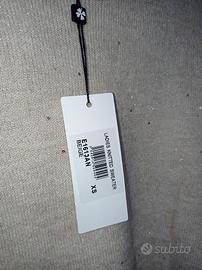 LADIES KNITTED SWEATER
E1613AN
BEIGE
XS
subito